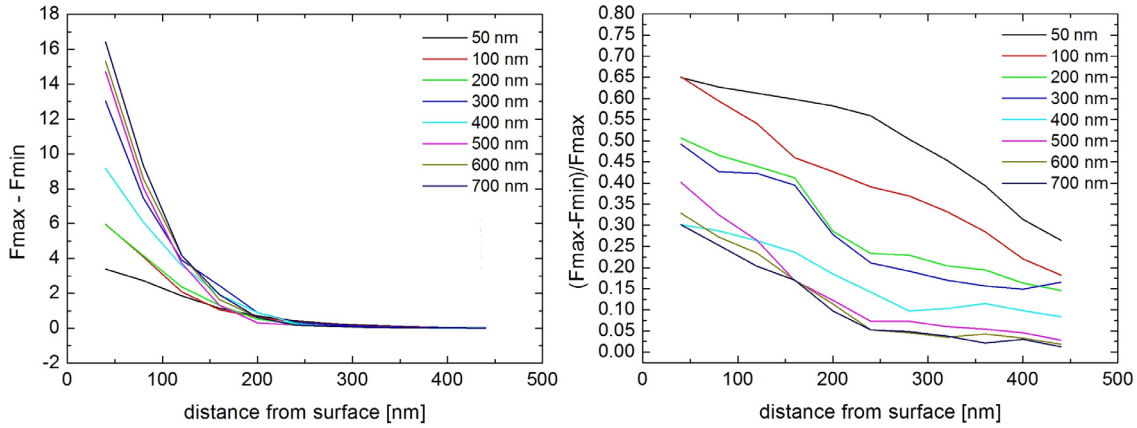 18
16
14
12
10
8
6
4
2
0
-2
Fmax - Fmin
50 nm
100 nm
200 nm
300 nm
400 nm
500 nm
600 nm
700 nm
0
100
200
300
400
500
distance from surface [nm]
0.80
0.75
0.70
0.65
0.60
0.55
0.50
0.45
0.40
0.35
0.30
0.25
0.20
0.15
0.10
0.05
0.00
(Fmax-Fmin)/Fmax
50 nm
100 nm
200 nm
300 nm
400 nm
500 nm
600 nm
700 nm
0
100
200
300
400
500
distance from surface [nm]